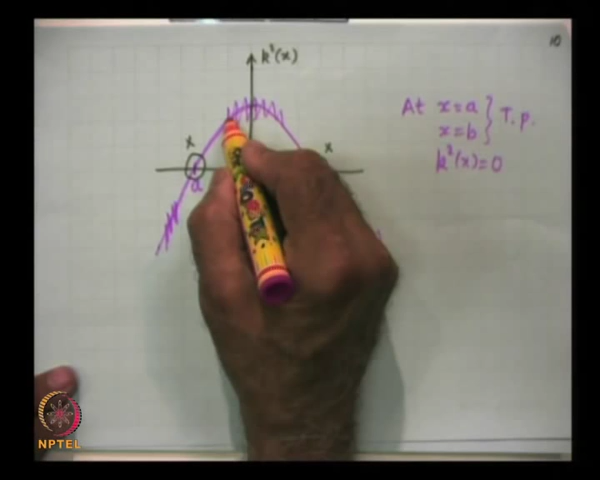 10
k²(x)
At x=a } T.p.
x=b
k²(x)=0
x
x
a
NPTEL